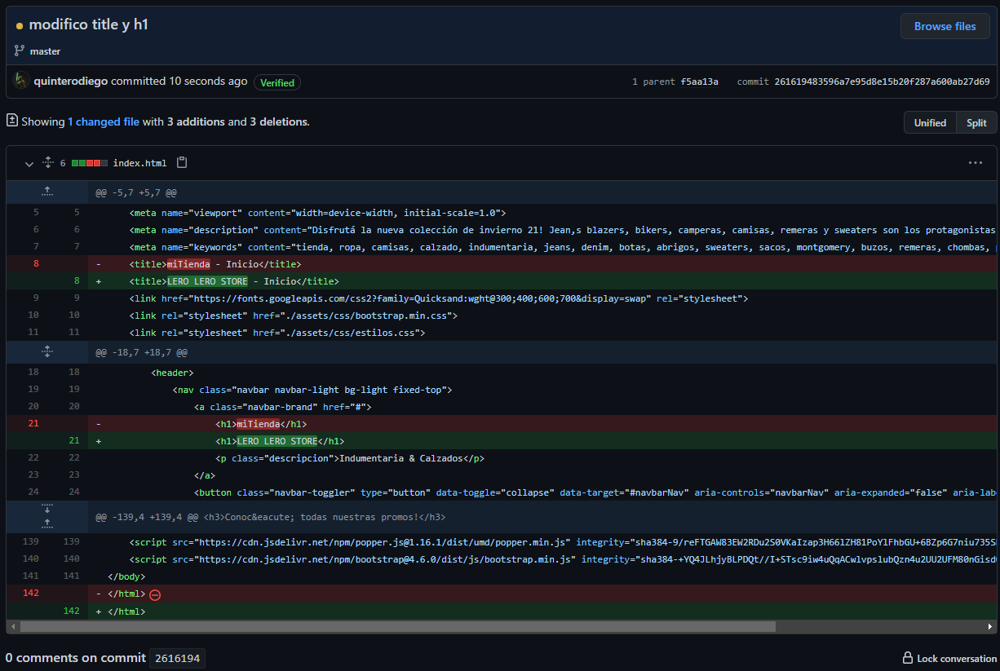 modifico title y h1
Browse files
master
quinterodiego committed 10 seconds ago Verified
1 parent f5aa13a commit 261619483596a7e95d8e15b20f287a600ab27d69
Showing 1 changed file with 3 additions and 3 deletions.
Unified Split
6 index.html
@@ -5,7 +5,7 @@
5 5 <meta name="viewport" content="width=device-width, initial-scale=1.0">
6 6 <meta name="description" content="Disfrutá la nueva colección de invierno 21! Jean,s blazers, bikers, camperas, camisas, remeras y sweaters son los protagonistas
7 7 <meta name="keywords" content="tienda, ropa, camisas, calzado, indumentaria, jeans, denim, botas, abrigos, sweaters, sacos, montgomery, buzos, remeras, chombas,
8 - <title>miTienda - Inicio</title>
8 + <title>LERO LERO STORE - Inicio</title>
9 9 <link href="https://fonts.googleapis.com/css2?family=Quicksand:wght@300;400;600;700&display=swap" rel="stylesheet">
10 10 <link rel="stylesheet" href="./assets/css/bootstrap.min.css">
11 11 <link rel="stylesheet" href="./assets/css/estilos.css">
@@ -18,7 +18,7 @@
18 18 <header>
19 19 <nav class="navbar navbar-light bg-light fixed-top">
20 20 <a class="navbar-brand" href="#">
21 - <h1>miTienda</h1>
21 + <h1>LERO LERO STORE</h1>
22 22 <p class="descripcion">Indumentaria & Calzados</p>
23 23 </a>
24 24 <button class="navbar-toggler" type="button" data-toggle="collapse" data-target="#navbarNav" aria-controls="navbarNav" aria-expanded="false"
@@ -139,4 +139,4 @@ <h3>Conoc&eacute; todas nuestras promos!</h3>
139 139 <script src="https://cdn.jsdelivr.net/npm/popper.js@1.16.1/dist/umd/popper.min.js"
140 140 <script src="https://cdn.jsdelivr.net/npm/bootstrap@4.6.0/dist/js/bootstrap.min.js"
141 141 </body>
142 - </html>
142 + </html>
0 comments on commit 2616194
Lock conversation